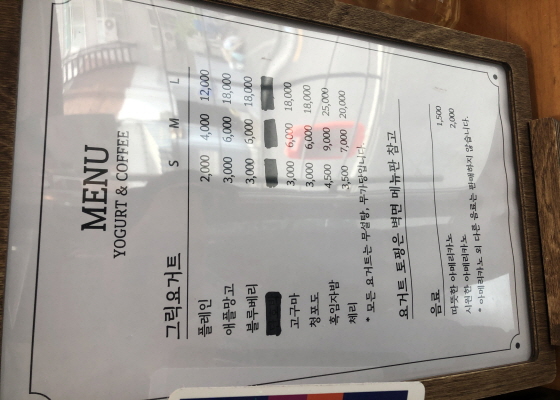 MENU
YOGURT & COFFEE
그릭요거트 S M L
플레인 2,000 4,000 12,000
애플망고 3,000 6,000 18,000
블루베리 3,000 6,000 18,000
고구마 3,000 6,000 18,000
청포도 3,000 6,000 18,000
흑임자밤 4,500 9,000 25,000
체리 3,500 7,000 20,000
* 모든 요거트는 무설탕, 무가당입니다.
요거트 토핑은 벽면 메뉴판 참고
음료
따뜻한 아메리카노 1,500
시원한 아메리카노 2,000
* 아메리카노 외 다른 음료는 판매하지 않습니다.